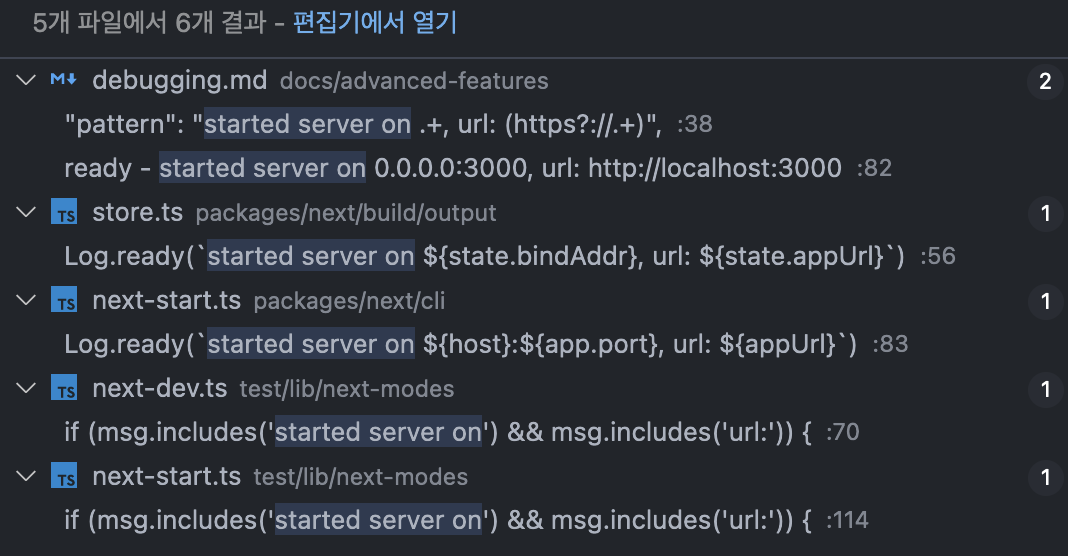 5개 파일에서 6개 결과 - 편집기에서 열기
debugging.md docs/advanced-features 2
"pattern": "started server on .+, url: (https?://.+)", :38
ready - started server on 0.0.0.0:3000, url: http://localhost:3000 :82
TS store.ts packages/next/build/output 1
Log.ready(`started server on ${state.bindAddr}, url: ${state.appUrl}`) :56
TS next-start.ts packages/next/cli 1
Log.ready(`started server on ${host}:${app.port}, url: ${appUrl}`) :83
TS next-dev.ts test/lib/next-modes 1
if (msg.includes('started server on') && msg.includes('url:')) { :70
TS next-start.ts test/lib/next-modes 1
if (msg.includes('started server on') && msg.includes('url:')) { :114